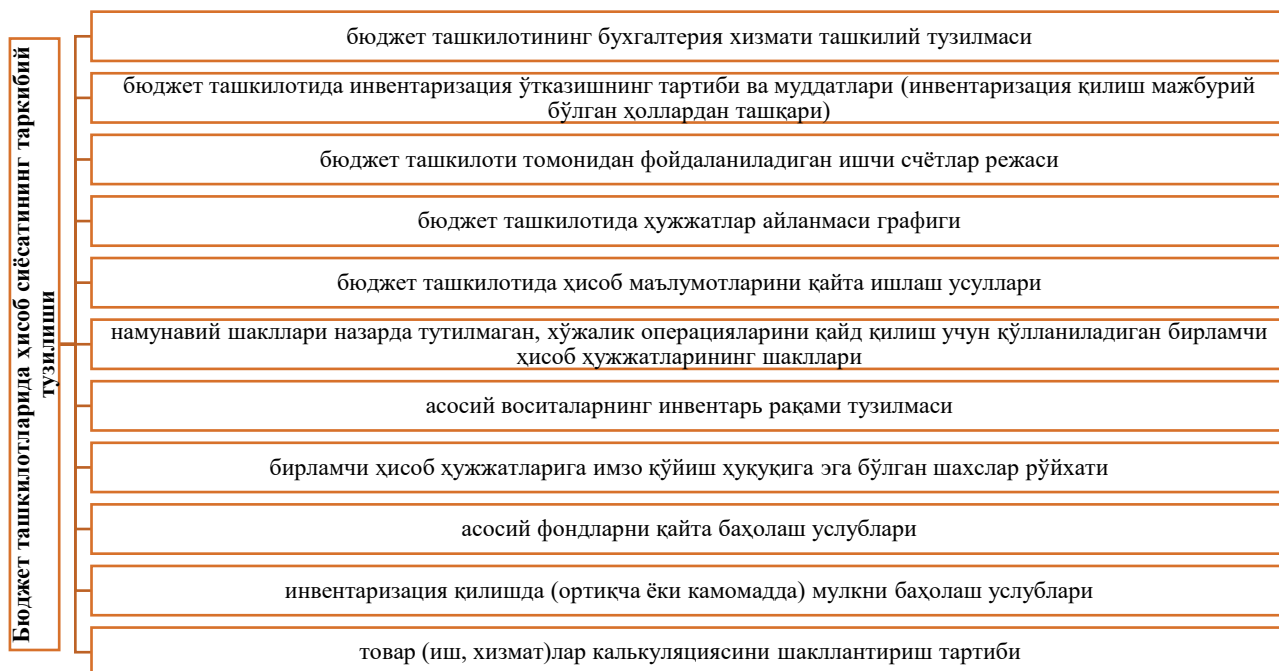 Бюджет ташкилотларида ҳисоб сиёсатининг таркибий
тузилиши
бюджет ташкилотининг бухгалтерия хизмати ташкилий тузилмаси
бюджет ташкилотида инвентаризация ўтказишнинг тартиби ва муддатлари (инвентаризация қилиш мажбурий
бўлган ҳоллардан ташқари)
бюджет ташкилоти томонидан фойдаланиладиган ишчи счётлар режаси
бюджет ташкилотида ҳужжатлар айланмаси графиги
бюджет ташкилотида ҳисоб маълумотларини қайта ишлаш усуллари
намунавий шакллари назарда тутилмаган, хўжалик операцияларини қайд қилиш учун қўлланиладиган бирламчи
ҳисоб ҳужжатларининг шакллари
асосий воситаларнинг инвентарь рақами тузилмаси
бирламчи ҳисоб ҳужжатларига имзо қўйиш ҳуқуқига эга бўлган шахслар рўйхати
асосий фондларни қайта баҳолаш услублари
инвентаризация қилишда (ортиқча ёки камомадда) мулкни баҳолаш услублари
товар (иш, хизмат)лар калькуляциясини шакллантириш тартиби